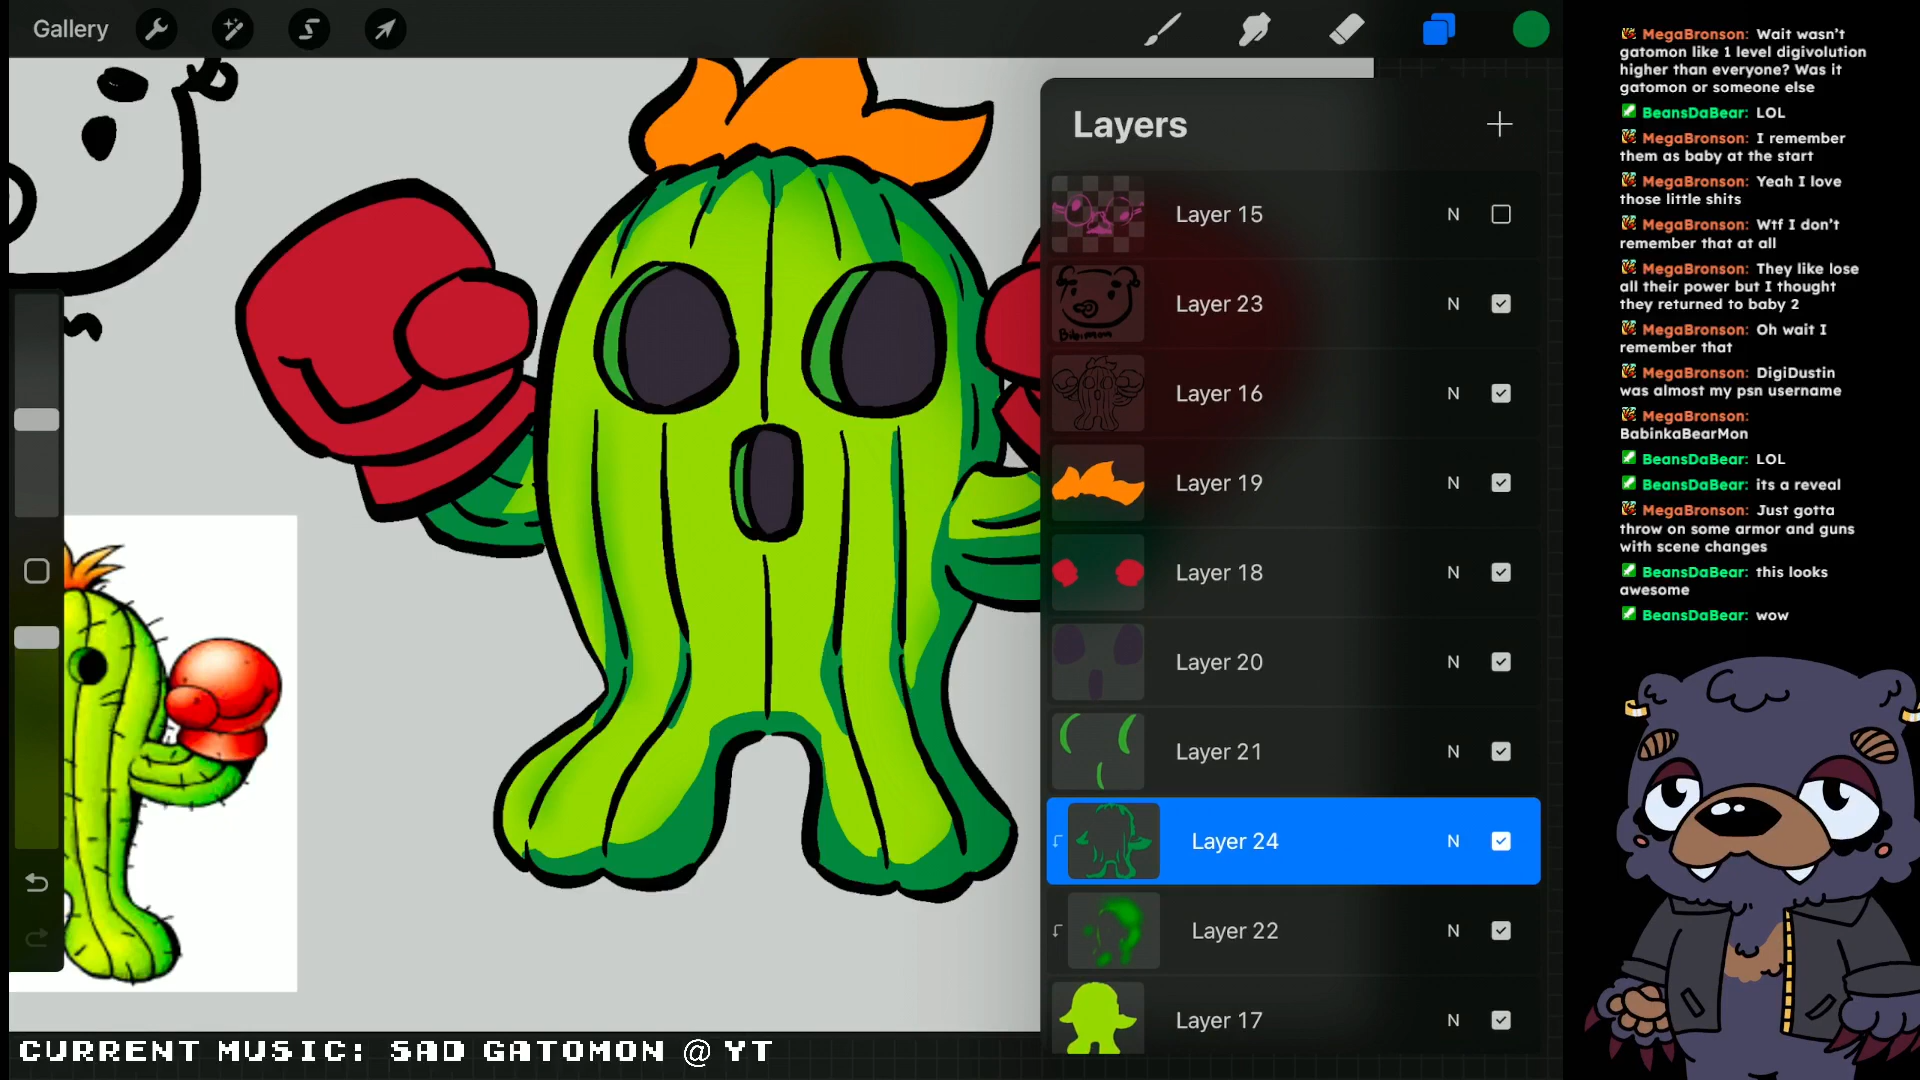 Gallery
Layers
Layer 15 N
Layer 23 N
Layer 16 N
Layer 19 N
Layer 18 N
Layer 20 N
Layer 21 N
Layer 24 N
Layer 22 N
Layer 17 N
MegaBronson: Wait wasn't
gatomon like 1 level digivolution
higher than everyone? Was it
gatomon or someone else
BeansDaBear: LOL
MegaBronson: I remember
them as baby at the start
MegaBronson: Yeah I love
those little shits
MegaBronson: Wtf I don't
remember that at all
MegaBronson: They like lose
all their power but I thought
they returned to baby 2
MegaBronson: Oh wait I
remember that
MegaBronson: DigiDustin
was almost my psn username
MegaBronson:
BabinkaBearMon
BeansDaBear: LOL
BeansDaBear: its a reveal
MegaBronson: Just gotta
throw on some armor and guns
with scene changes
BeansDaBear: this looks
awesome
BeansDaBear: wow
CURRENT MUSIC: SAD GATOMON @ YT